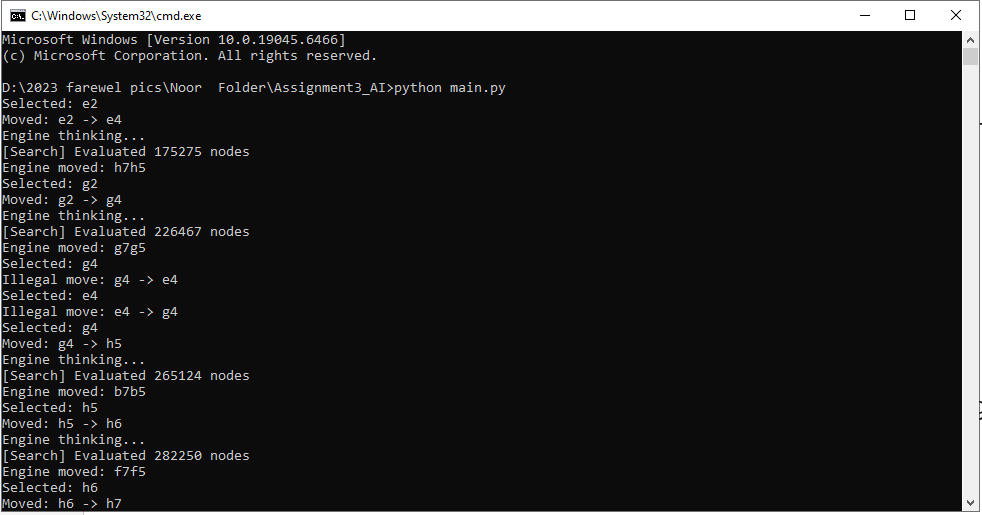 C:\Windows\System32\cmd.exe
Microsoft Windows [Version 10.0.19045.6466]
(c) Microsoft Corporation. All rights reserved.
D:\2023 farewel pics\Noor  Folder\Assignment3_AI>python main.py
Selected: e2
Moved: e2 -> e4
Engine thinking...
[Search] Evaluated 175275 nodes
Engine moved: h7h5
Selected: g2
Moved: g2 -> g4
Engine thinking...
[Search] Evaluated 226467 nodes
Engine moved: g7g5
Selected: g4
Illegal move: g4 -> e4
Selected: e4
Illegal move: e4 -> g4
Selected: g4
Moved: g4 -> h5
Engine thinking...
[Search] Evaluated 265124 nodes
Engine moved: b7b5
Selected: h5
Moved: h5 -> h6
Engine thinking...
[Search] Evaluated 282250 nodes
Engine moved: f7f5
Selected: h6
Moved: h6 -> h7